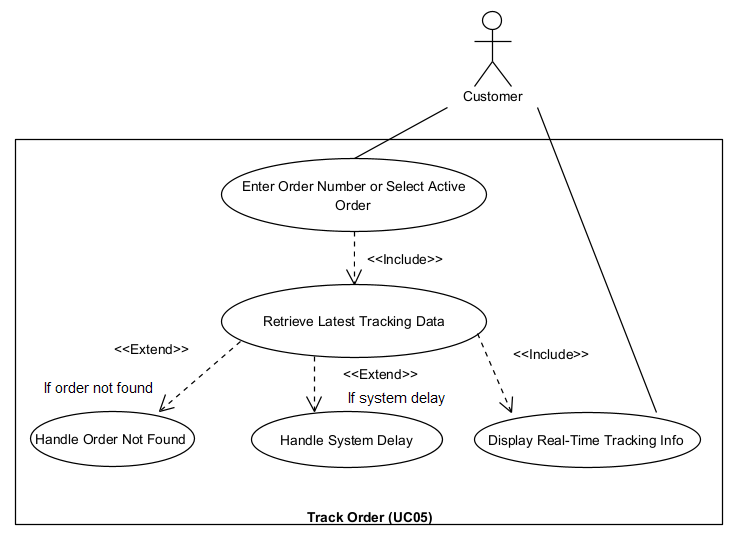 Customer
Enter Order Number or Select Active
Order
<<Include>>
Retrieve Latest Tracking Data
<<Extend>>
If order not found
<<Extend>>
If system delay
<<Include>>
Handle Order Not Found
Handle System Delay
Display Real-Time Tracking Info
Track Order (UC05)